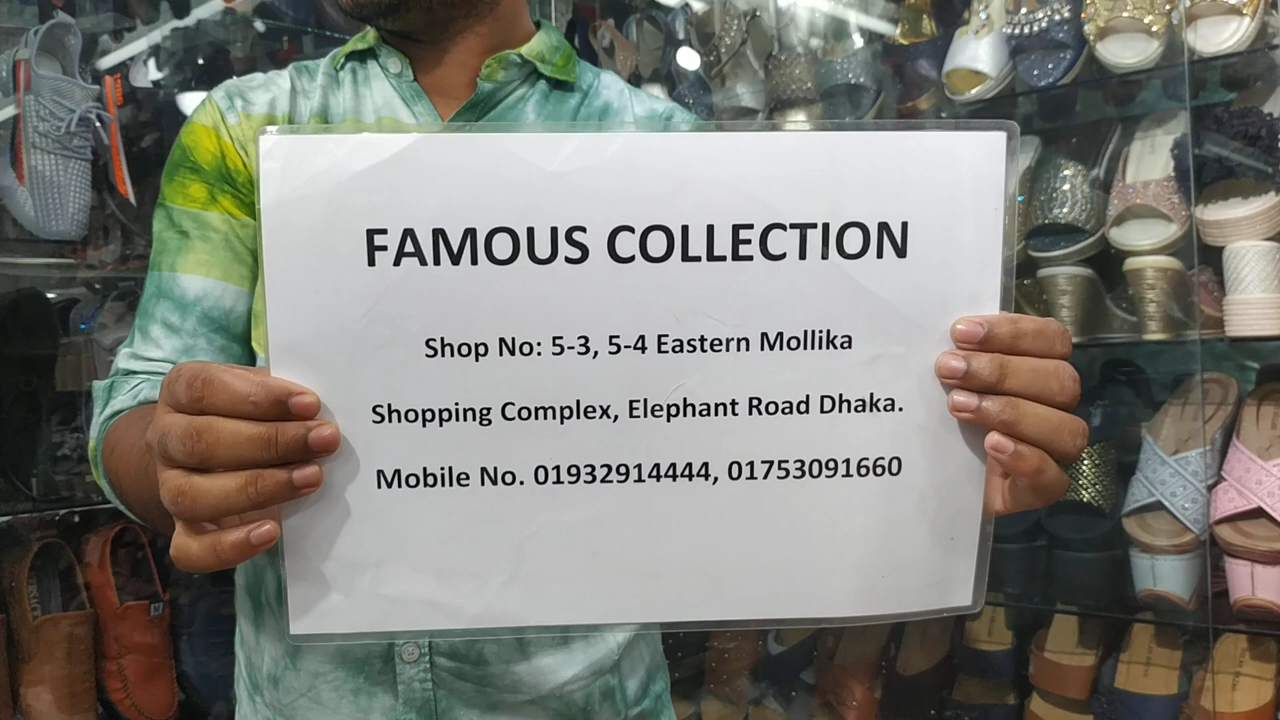 FAMOUS COLLECTION
Shop No: 5-3, 5-4 Eastern Mollika
Shopping Complex, Elephant Road Dhaka.
Mobile No. 01932914444, 01753091660